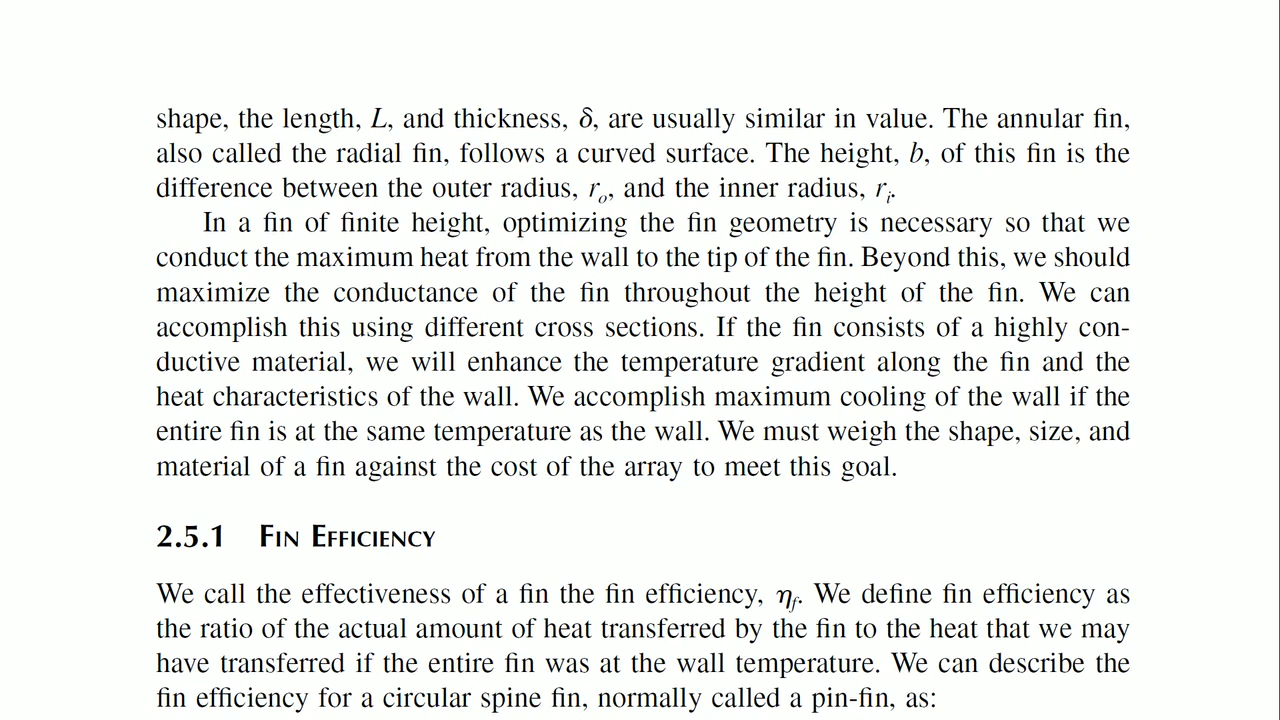 shape, the length, L, and thickness, δ, are usually similar in value. The annular fin,
also called the radial fin, follows a curved surface. The height, b, of this fin is the
difference between the outer radius, rₒ, and the inner radius, rᵢ.
In a fin of finite height, optimizing the fin geometry is necessary so that we
conduct the maximum heat from the wall to the tip of the fin. Beyond this, we should
maximize the conductance of the fin throughout the height of the fin. We can
accomplish this using different cross sections. If the fin consists of a highly con-
ductive material, we will enhance the temperature gradient along the fin and the
heat characteristics of the wall. We accomplish maximum cooling of the wall if the
entire fin is at the same temperature as the wall. We must weigh the shape, size, and
material of a fin against the cost of the array to meet this goal.
2.5.1 Fin Efficiency
We call the effectiveness of a fin the fin efficiency, η_f. We define fin efficiency as
the ratio of the actual amount of heat transferred by the fin to the heat that we may
have transferred if the entire fin was at the wall temperature. We can describe the
fin efficiency for a circular spine fin, normally called a pin-fin, as: